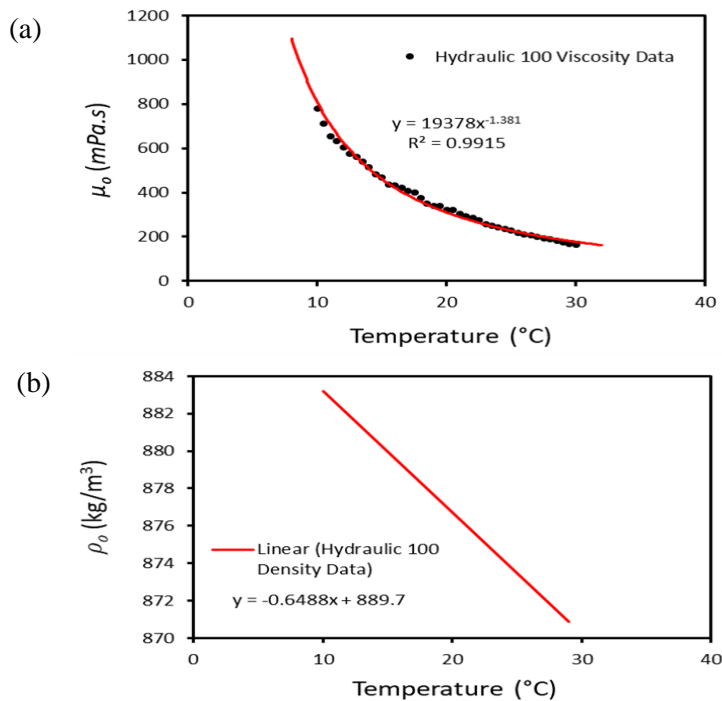 (a)
1200
1000
800
600
400
200
0
μo (mPa.s)
Hydraulic 100 Viscosity Data
y = 19378x^-1.381
R² = 0.9915
0 10 20 30 40
Temperature (°C)
(b)
884
882
880
878
876
874
872
870
ρo (kg/m³)
Linear (Hydraulic 100
Density Data)
y = -0.6488x + 889.7
0 10 20 30 40
Temperature (°C)